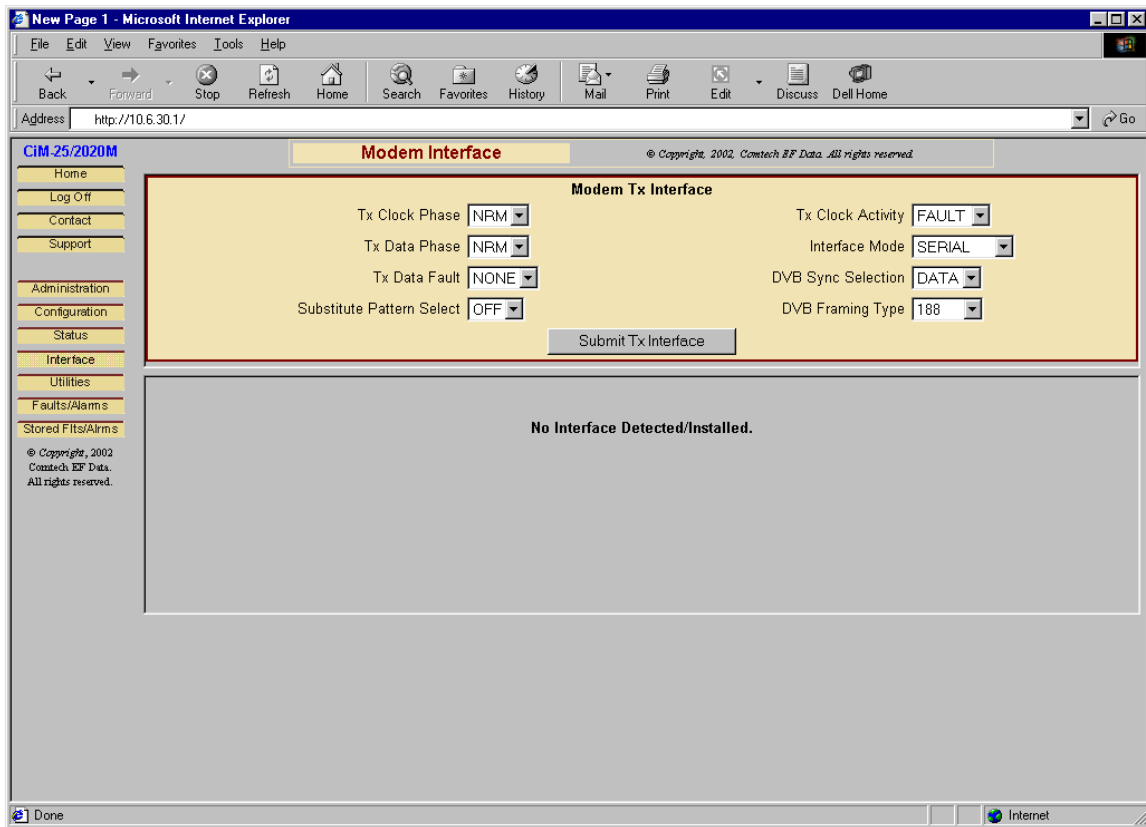 New Page 1 - Microsoft Internet Explorer
File Edit View Favorites Tools Help
Back Forward Stop Refresh Home Search Favorites History Mail Print Edit Discuss Dell Home
Address http://10.6.30.1/ Go
CiM-25/2020M
Home
Log Off
Contact
Support
Administration
Configuration
Status
Interface
Utilities
Faults/Alarms
Stored Flts/Alrms
© Copyright, 2002
Comtech EF Data.
All rights reserved.
Modem Interface
© Copyright, 2002, Comtech EF Data. All rights reserved.
Modem Tx Interface
Tx Clock Phase NRM Tx Clock Activity FAULT
Tx Data Phase NRM Interface Mode SERIAL
Tx Data Fault NONE DVB Sync Selection DATA
Substitute Pattern Select OFF DVB Framing Type 188
Submit Tx Interface
No Interface Detected/Installed.
Done Internet